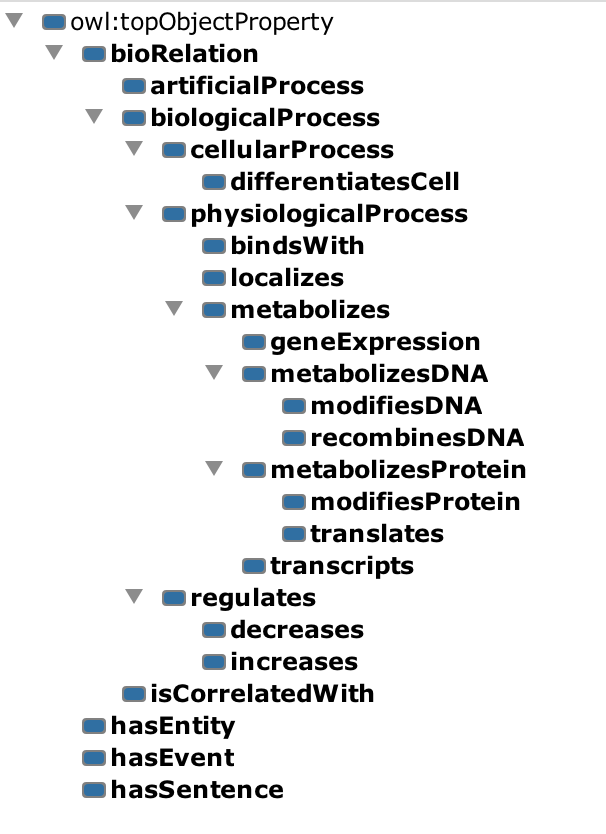 owl:topObjectProperty
bioRelation
artificialProcess
biologicalProcess
cellularProcess
differentiatesCell
physiologicalProcess
bindsWith
localizes
metabolizes
geneExpression
metabolizesDNA
modifiesDNA
recombinesDNA
metabolizesProtein
modifiesProtein
translates
transcripts
regulates
decreases
increases
isCorrelatedWith
hasEntity
hasEvent
hasSentence